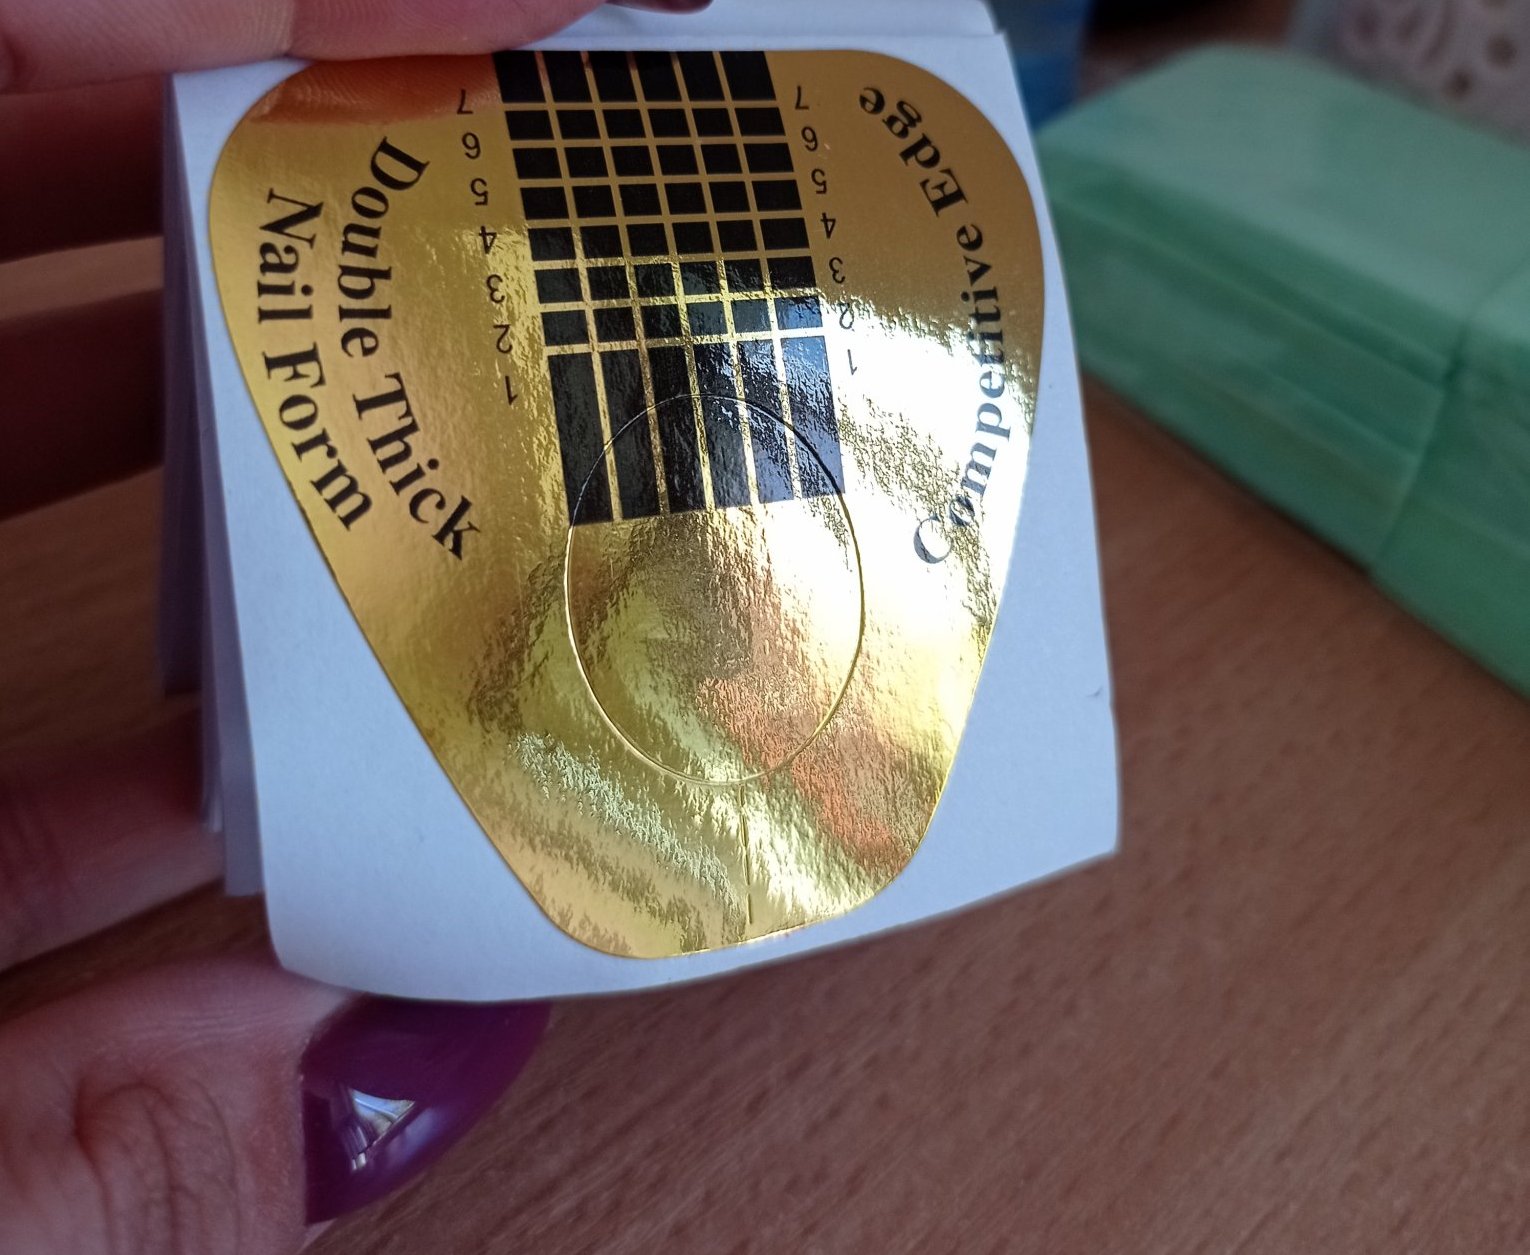 Double Thick
Nail Form
Competitive Edge
7 7
6 6
5 5
4 4
3 3
2 2
1 1